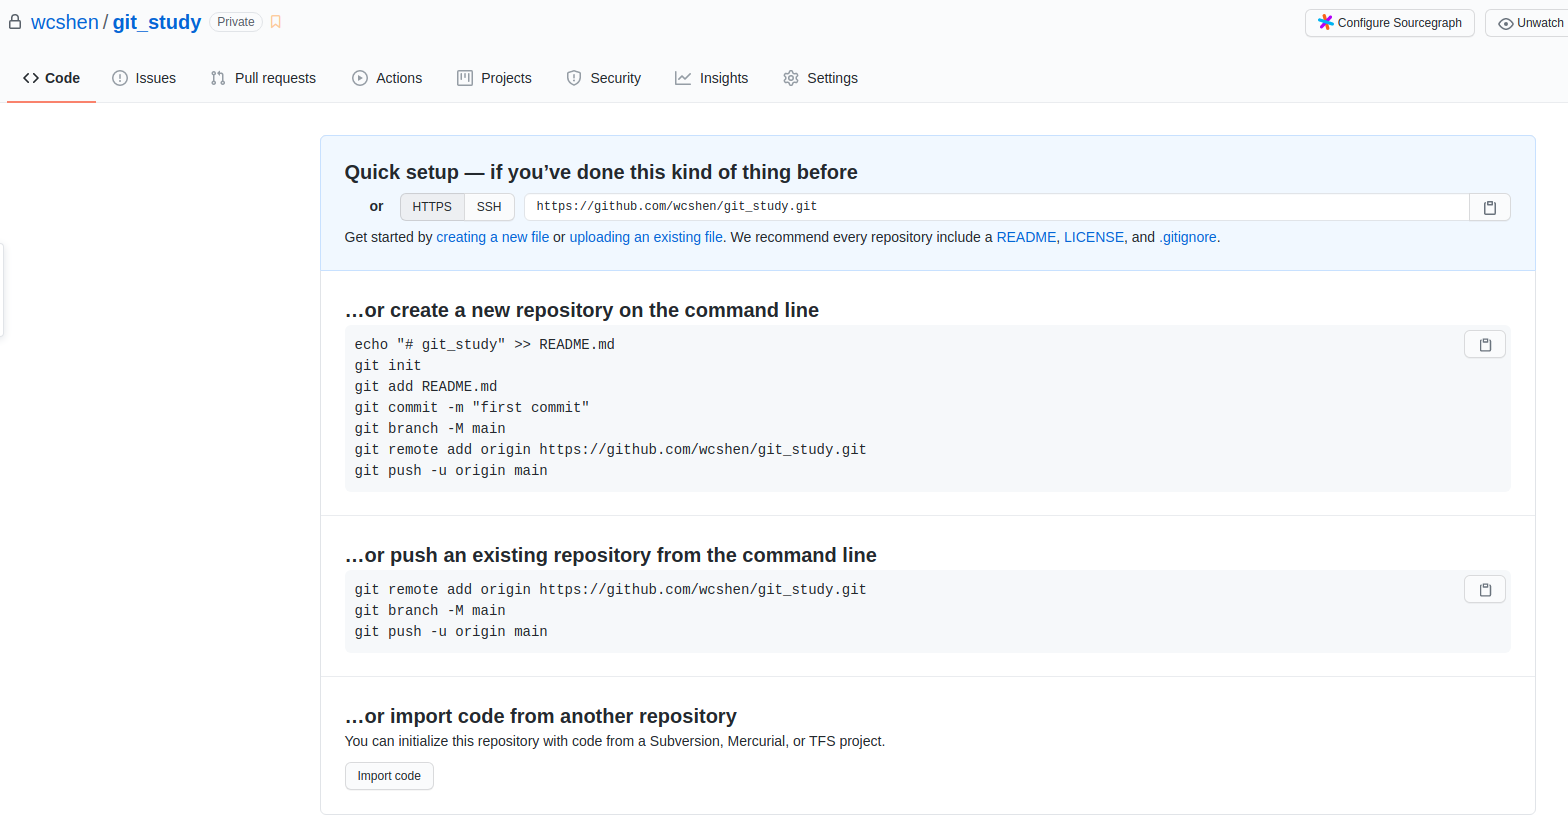 wcshen / git_study Private
Configure Sourcegraph Unwatch
Code Issues Pull requests Actions Projects Security Insights Settings
Quick setup — if you’ve done this kind of thing before
or HTTPS SSH https://github.com/wcshen/git_study.git
Get started by creating a new file or uploading an existing file. We recommend every repository include a README, LICENSE, and .gitignore.
…or create a new repository on the command line
echo "# git_study" >> README.md
git init
git add README.md
git commit -m "first commit"
git branch -M main
git remote add origin https://github.com/wcshen/git_study.git
git push -u origin main
…or push an existing repository from the command line
git remote add origin https://github.com/wcshen/git_study.git
git branch -M main
git push -u origin main
…or import code from another repository
You can initialize this repository with code from a Subversion, Mercurial, or TFS project.
Import code